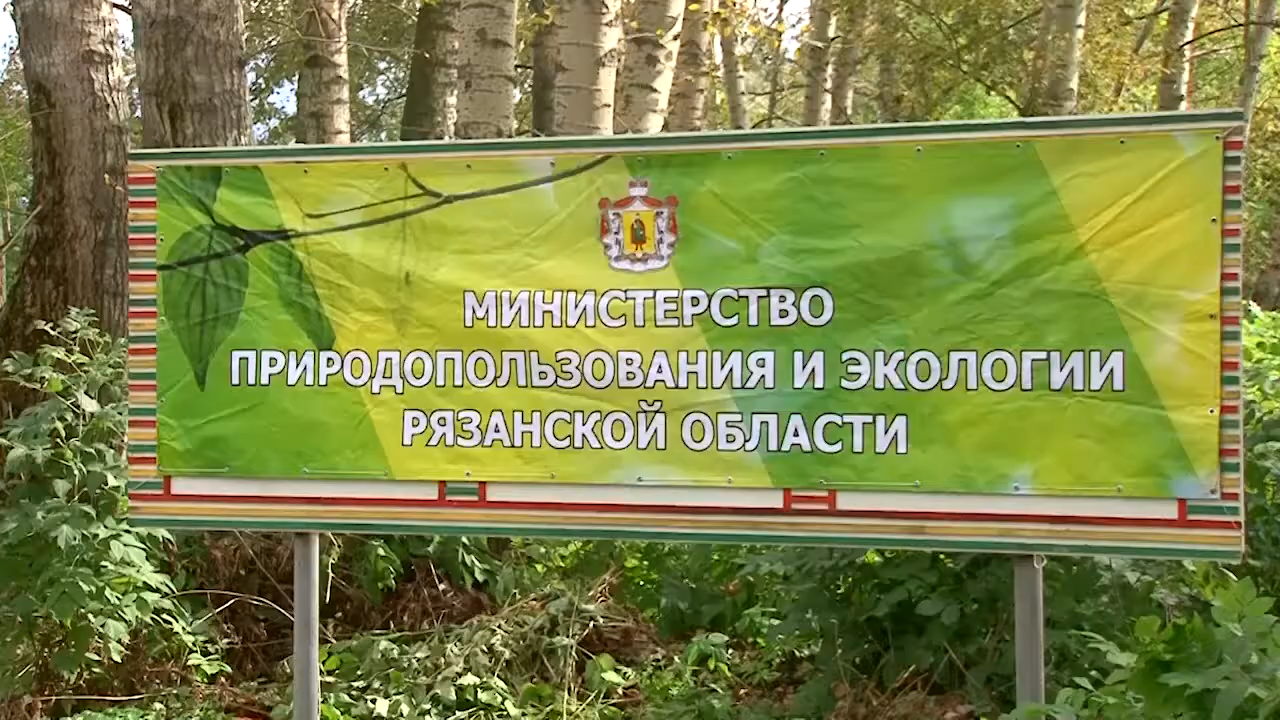 МИНИСТЕРСТВО
ПРИРОДОПОЛЬЗОВАНИЯ И ЭКОЛОГИИ
РЯЗАНСКОЙ ОБЛАСТИ